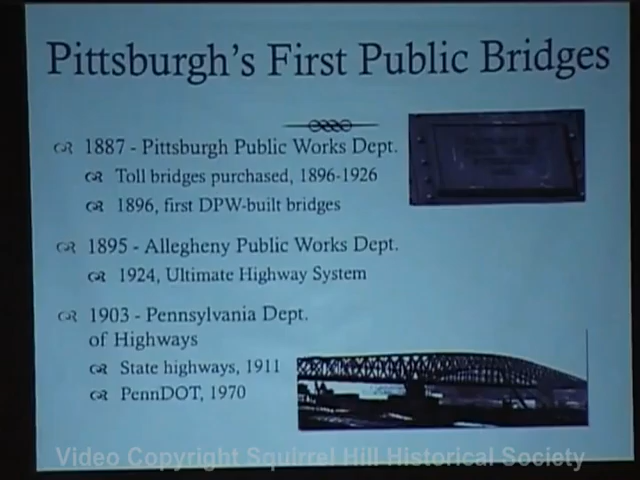 Pittsburgh's First Public Bridges
1887 - Pittsburgh Public Works Dept.
Toll bridges purchased, 1896-1926
1896, first DPW-built bridges
1895 - Allegheny Public Works Dept.
1924, Ultimate Highway System
1903 - Pennsylvania Dept.
of Highways
State highways, 1911
PennDOT, 1970
Video Copyright Squirrel Hill Historical Society